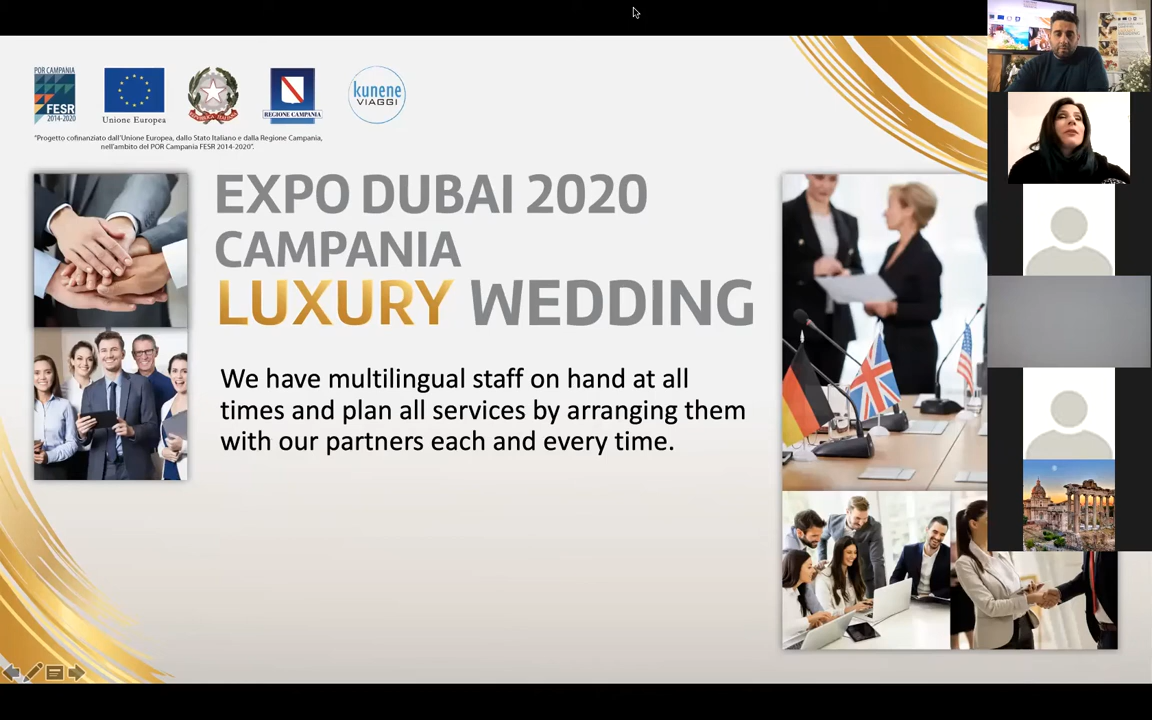 POR CAMPANIA
FESR
2014-2020
Unione Europea
REPVBBLICA ITALIANA
REGIONE CAMPANIA
kunene
VIAGGI
"Progetto cofinanziato dall'Unione Europea, dallo Stato Italiano e dalla Regione Campania,
nell'ambito del POR Campania FESR 2014-2020".
EXPO DUBAI 2020
CAMPANIA
LUXURY WEDDING
We have multilingual staff on hand at all
times and plan all services by arranging them
with our partners each and every time.